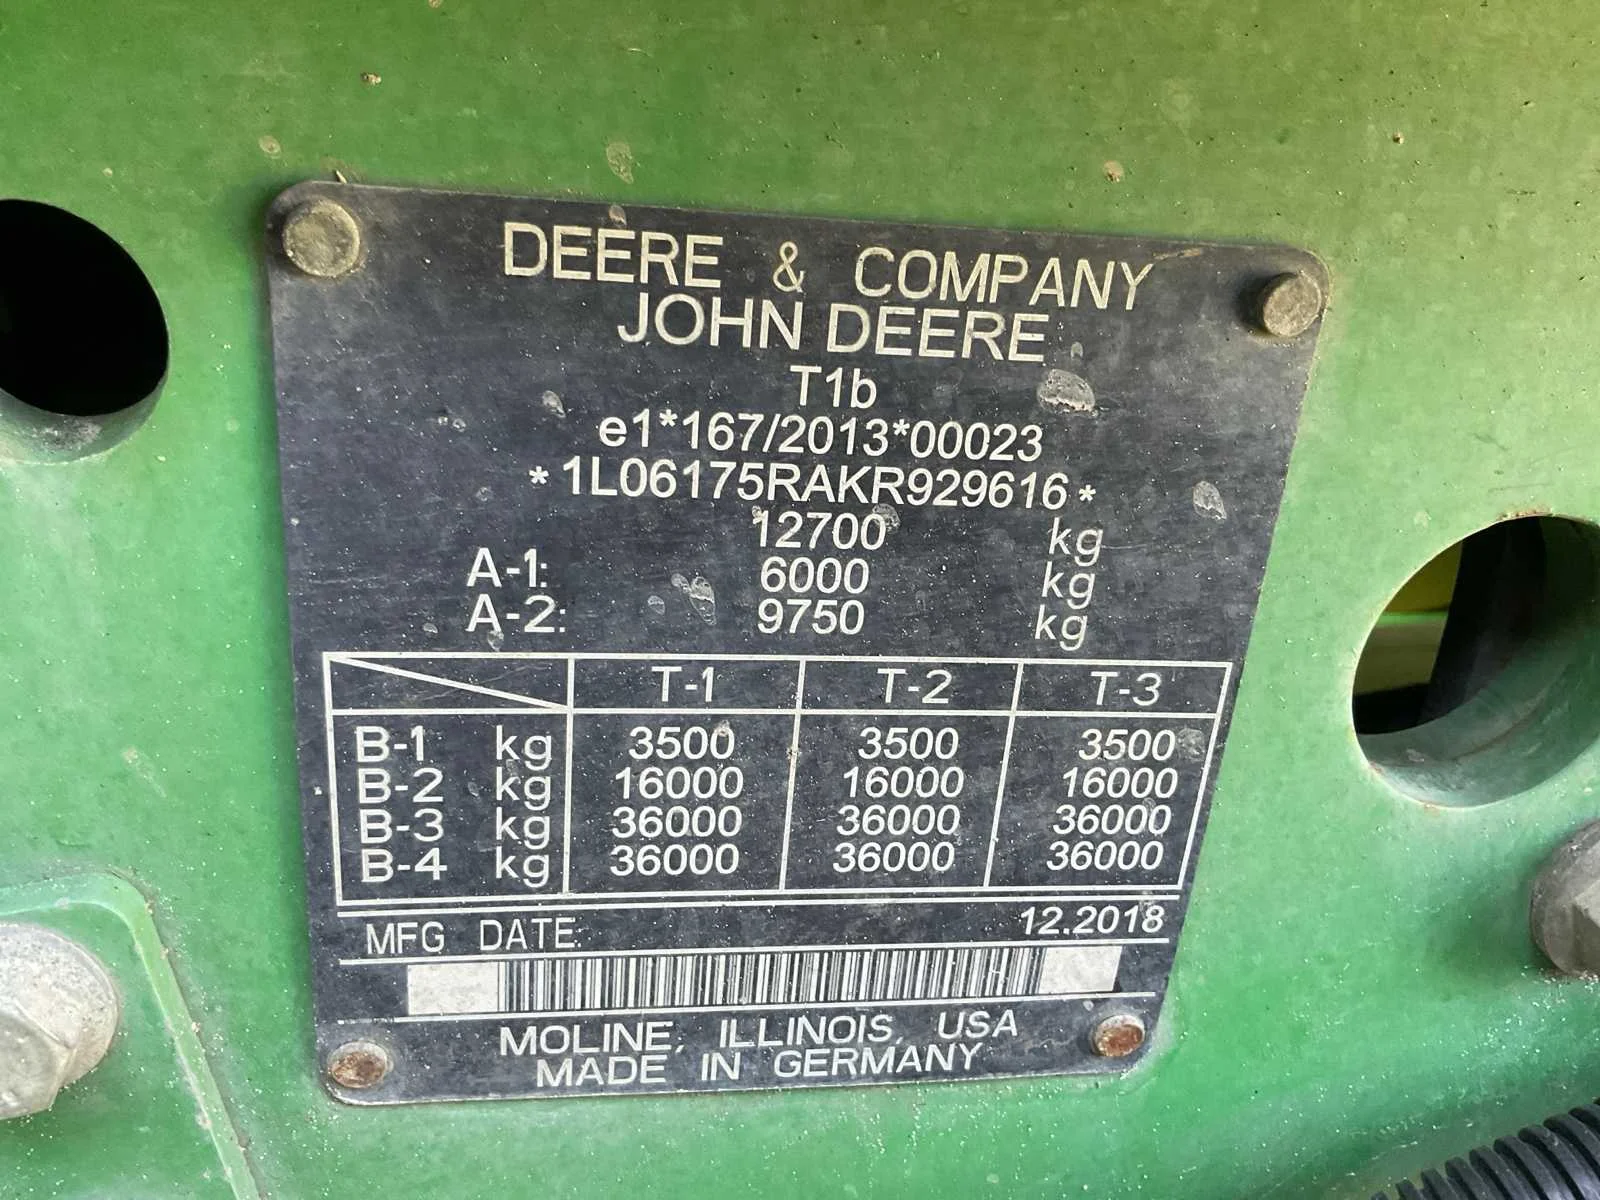 DEERE & COMPANY
JOHN DEERE
T1b
e1*167/2013*00023
*1L06175RAKR929616*
12700 kg
A-1: 6000 kg
A-2: 9750 kg
T-1 T-2 T-3
B-1 kg 3500 3500 3500
B-2 kg 16000 16000 16000
B-3 kg 36000 36000 36000
B-4 kg 36000 36000 36000
MFG DATE: 12.2018
MOLINE, ILLINOIS, USA
MADE IN GERMANY